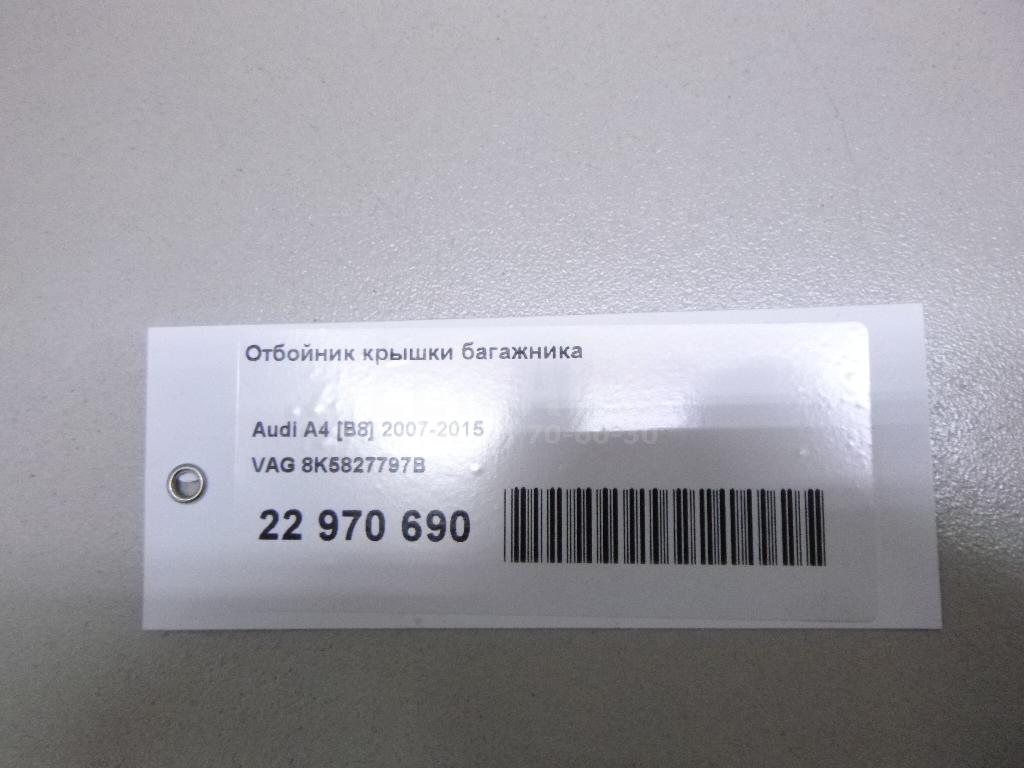 Отбойник крышки багажника
Audi A4 [B8] 2007-2015
VAG 8K5827797B
22 970 690